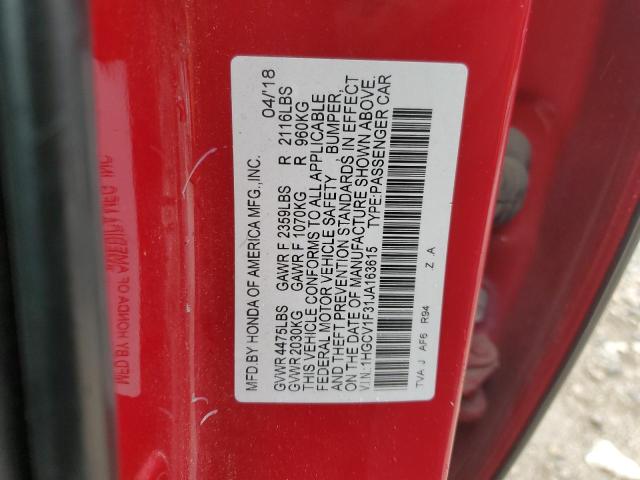 MFD.BY HONDA OF AMERICA MFG.,INC. 04/'18
GVWR 4475LBS GAWR F 2359LBS R 2116LBS
GVWR 2030KG GAWR F 1070KG R 960KG
THIS VEHICLE CONFORMS TO ALL APPLICABLE
FEDERAL MOTOR VEHICLE SAFETY BUMPER,
AND THEFT PREVENTION STANDARDS IN EFFECT
ON THE DATE OF MANUFACTURE SHOWN ABOVE.
V.I.N.:1HGCV1F31JA163615 TYPE:PASSENGER CAR
TVA J AF6 R94 Z A